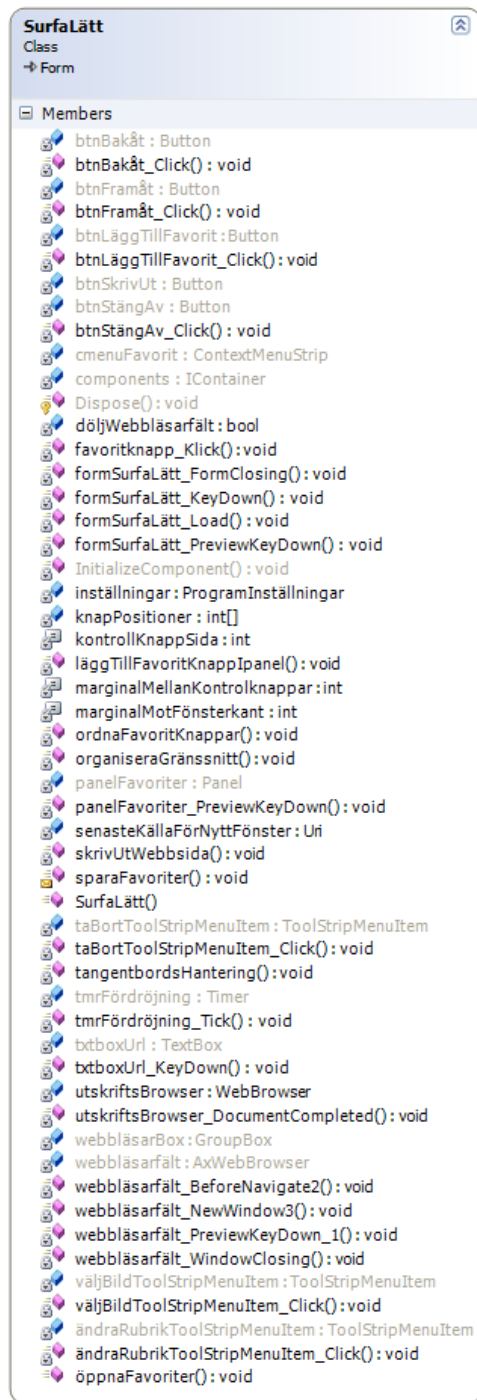 SurfaLätt
Class
Form
Members
btnBakåt : Button
btnBakåt_Click() : void
btnFramåt : Button
btnFramåt_Click() : void
btnLäggTillFavorit :Button
btnLäggTillFavorit_Click() : void
btnSkrivUt : Button
btnStängAv : Button
btnStängAv_Click() : void
cmenuFavorit : ContextMenuStrip
components : IContainer
Dispose() : void
döljWebbläsarfält : bool
favoritknapp_Klick() : void
formSurfaLätt_FormClosing() : void
formSurfaLätt_KeyDown() : void
formSurfaLätt_Load() : void
formSurfaLätt_PreviewKeyDown() : void
InitializeComponent() : void
inställningar : ProgramInställningar
knapPositioner : int[]
kontrollKnappSida : int
läggTillFavoritKnappIpanel() : void
marginalMellanKontrolknappar : int
marginalMotFönsterkant : int
ordnaFavoritKnappar() : void
organiseraGränssnitt() : void
panelFavoriter : Panel
panelFavoriter_PreviewKeyDown() : void
senasteKällaFörNyttFönster : Uri
skrivUtWebbsida() : void
sparaFavoriter() : void
SurfaLätt()
taBortToolStripMenuItem : ToolStripMenuItem
taBortToolStripMenuItem_Click() : void
tangentbordsHantering() : void
tmrFördröjning : Timer
tmrFördröjning_Tick() : void
txtboxUrl : TextBox
txtboxUrl_KeyDown() : void
utskriftsBrowser : WebBrowser
utskriftsBrowser_DocumentCompleted() : void
webbläsarBox : GroupBox
webbläsarfält : AxWebBrowser
webbläsarfält_BeforeNavigate2() : void
webbläsarfält_NewWindow3() : void
webbläsarfält_PreviewKeyDown_1() : void
webbläsarfält_WindowClosing() : void
väljBildToolStripMenuItem : ToolStripMenuItem
väljBildToolStripMenuItem_Click() : void
ändraRubrikToolStripMenuItem : ToolStripMenuItem
ändraRubrikToolStripMenuItem_Click() : void
öppnaFavoriter() : void